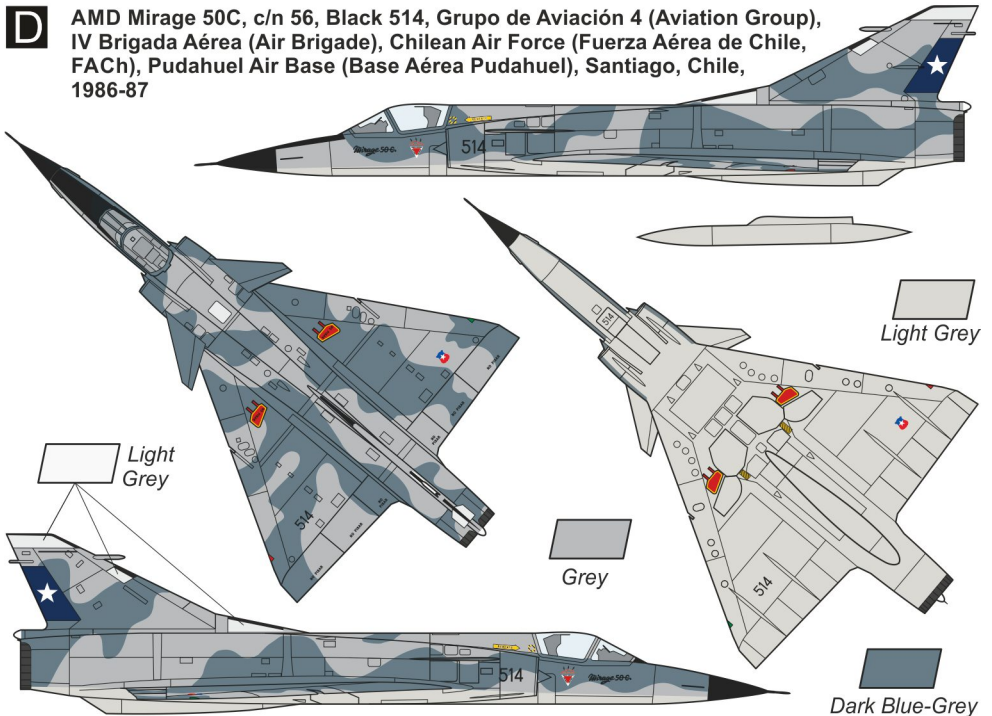 D
AMD Mirage 50C, c/n 56, Black 514, Grupo de Aviación 4 (Aviation Group),
IV Brigada Aérea (Air Brigade), Chilean Air Force (Fuerza Aérea de Chile,
FACh), Pudahuel Air Base (Base Aérea Pudahuel), Santiago, Chile,
1986-87
Mirage 50-C.
514
514
Light Grey
Light
Grey
514
Grey
514
514
Mirage 50-C.
Dark Blue-Grey